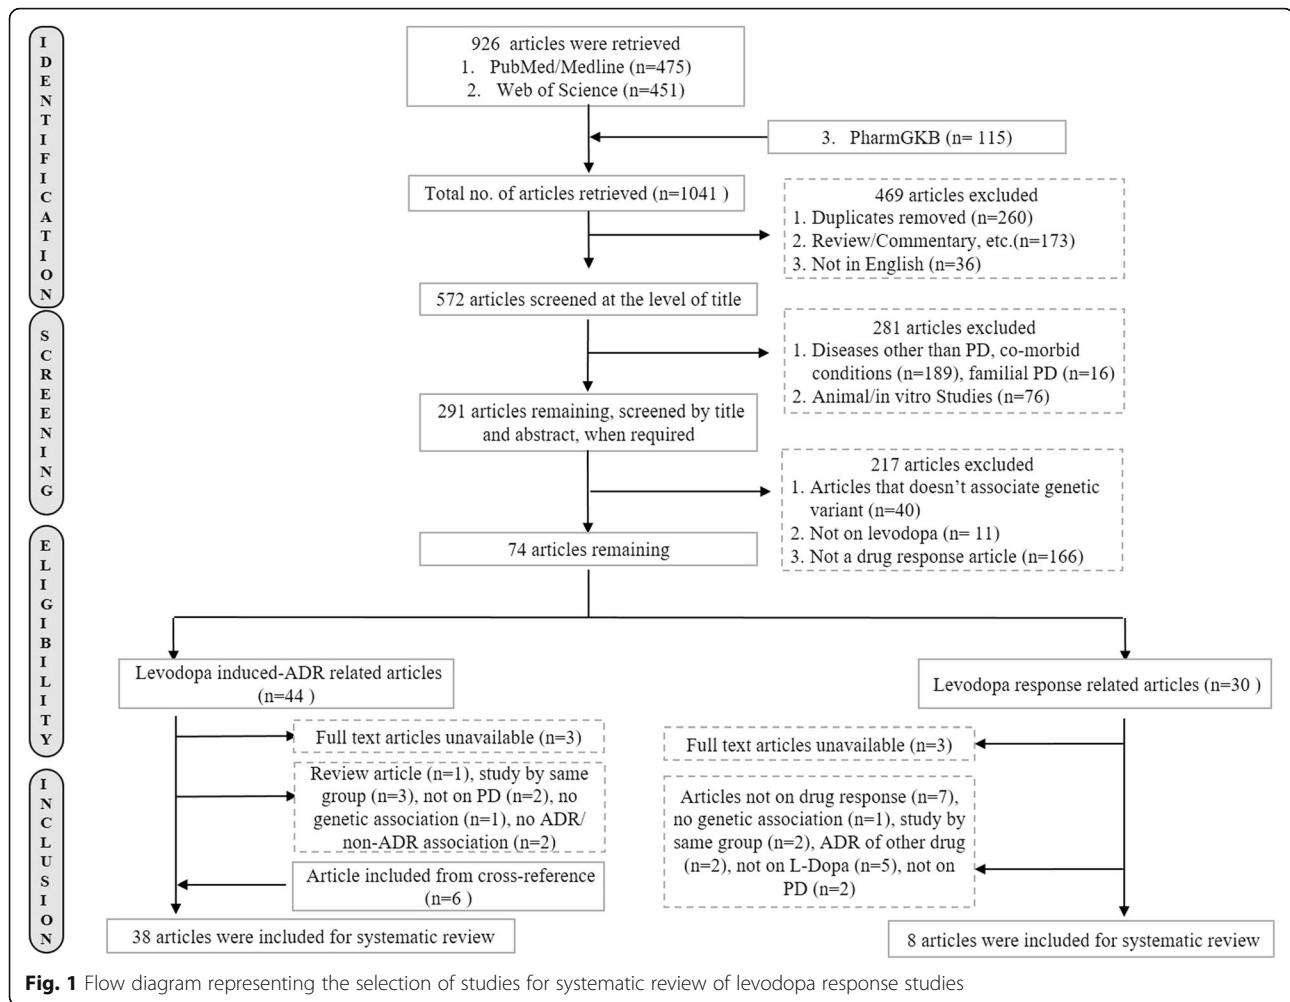 IDENTIFICATION
926 articles were retrieved
1. PubMed/Medline (n=475)
2. Web of Science (n=451)
3. PharmGKB (n= 115)
Total no. of articles retrieved (n=1041 )
469 articles excluded
1. Duplicates removed (n=260)
2. Review/Commentary, etc.(n=173)
3. Not in English (n=36)
572 articles screened at the level of title
SCREENING
281 articles excluded
1. Diseases other than PD, co-morbid
conditions (n=189), familial PD (n=16)
2. Animal/in vitro Studies (n=76)
291 articles remaining, screened by title
and abstract, when required
217 articles excluded
1. Articles that doesn't associate genetic
variant (n=40)
2. Not on levodopa (n= 11)
3. Not a drug response article (n=166)
ELIGIBILITY
74 articles remaining
Levodopa induced-ADR related articles
(n=44 )
Levodopa response related articles (n=30 )
Full text articles unavailable (n=3)
Full text articles unavailable (n=3)
INCLUSION
Review article (n=1), study by same
group (n=3), not on PD (n=2), no
genetic association (n=1), no ADR/
non-ADR association (n=2)
Articles not on drug response (n=7),
no genetic association (n=1), study by
same group (n=2), ADR of other drug
(n=2), not on L-Dopa (n=5), not on
PD (n=2)
Article included from cross-reference
(n=6 )
38 articles were included for systematic review
8 articles were included for systematic review
Fig. 1 Flow diagram representing the selection of studies for systematic review of levodopa response studies